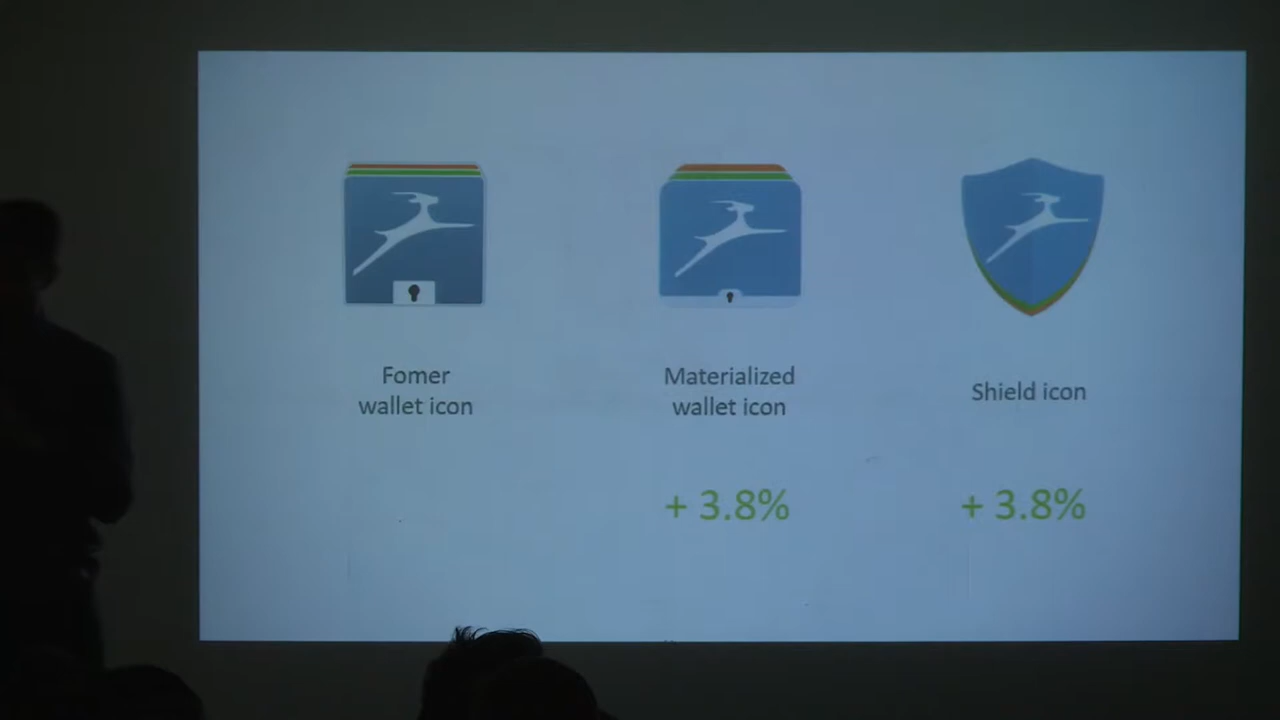 Fomer
wallet icon
Materialized
wallet icon
Shield icon
+ 3.8%
+ 3.8%